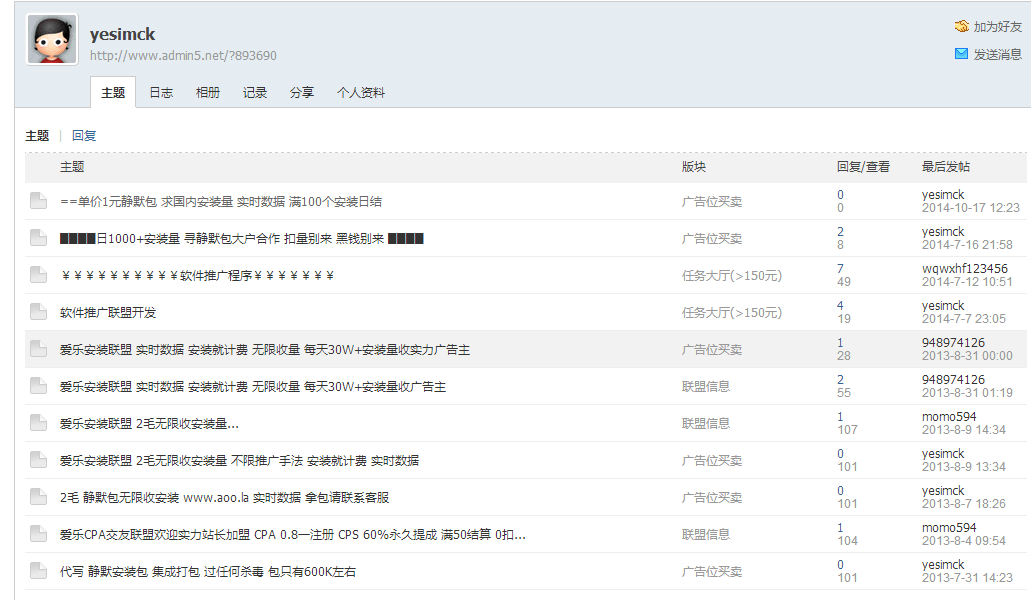 yesimck
加为好友
http://www.admin5.net/?893690
发送消息
主题 日志 相册 记录 分享 个人资料
主题 | 回复
主题 版块 回复/查看 最后发帖
==单价1元静默包 求国内安装量 实时数据 满100个安装日结 广告位买卖 0 yesimck
0 2014-10-17 12:23
████日1000+安装量 寻静默包大户合作 扣量别来 黑钱别来 ████ 广告位买卖 2 yesimck
8 2014-7-16 21:58
￥￥￥￥￥￥￥￥￥￥软件推广程序￥￥￥￥￥￥￥ 任务大厅(>150元) 7 wqwxhf123456
49 2014-7-12 10:51
软件推广联盟开发 任务大厅(>150元) 4 yesimck
19 2014-7-7 23:05
爱乐安装联盟 实时数据 安装就计费 无限收量 每天30W+安装量收实力广告主 广告位买卖 1 948974126
28 2013-8-31 00:00
爱乐安装联盟 实时数据 安装就计费 无限收量 每天30W+安装量收广告主 联盟信息 2 948974126
55 2013-8-31 01:19
爱乐安装联盟 2毛无限收安装量... 联盟信息 1 momo594
107 2013-8-9 14:34
爱乐安装联盟 2毛无限收安装量 不限推广手法 安装就计费 实时数据 广告位买卖 0 yesimck
101 2013-8-9 13:34
2毛 静默包无限收安装 www.aoo.la 实时数据 拿包请联系客服 广告位买卖 0 yesimck
101 2013-8-7 18:26
爱乐CPA交友联盟欢迎实力站长加盟 CPA 0.8一注册 CPS 60%永久提成 满50结算 0扣... 联盟信息 1 momo594
104 2013-8-4 09:54
代写 静默安装包 集成打包 过任何杀毒 包只有600K左右 广告位买卖 0 yesimck
101 2013-7-31 14:23